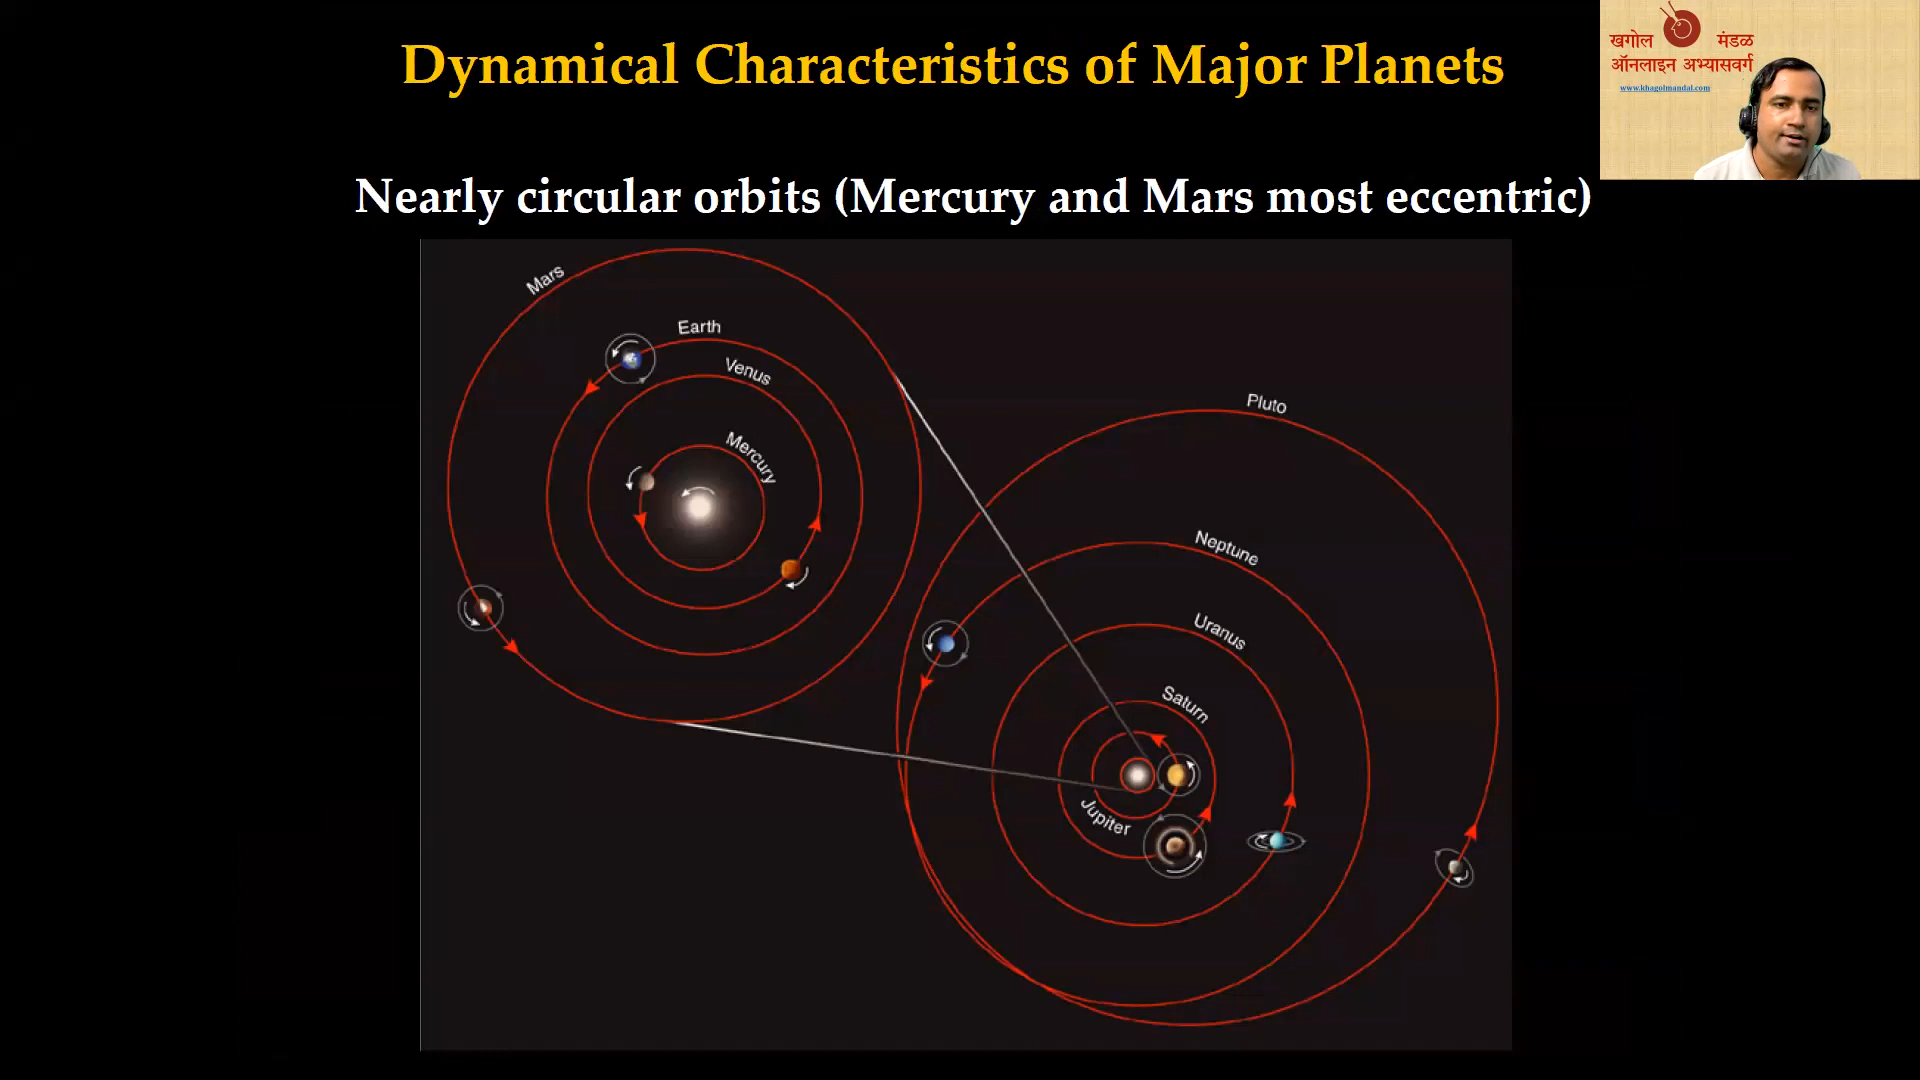 Dynamical Characteristics of Major Planets
खगोल मंडळ
ऑनलाइन अभ्यासवर्ग
www.khagolmandal.com
Nearly circular orbits (Mercury and Mars most eccentric)
Mars
Earth
Venus
Mercury
Pluto
Neptune
Uranus
Saturn
Jupiter